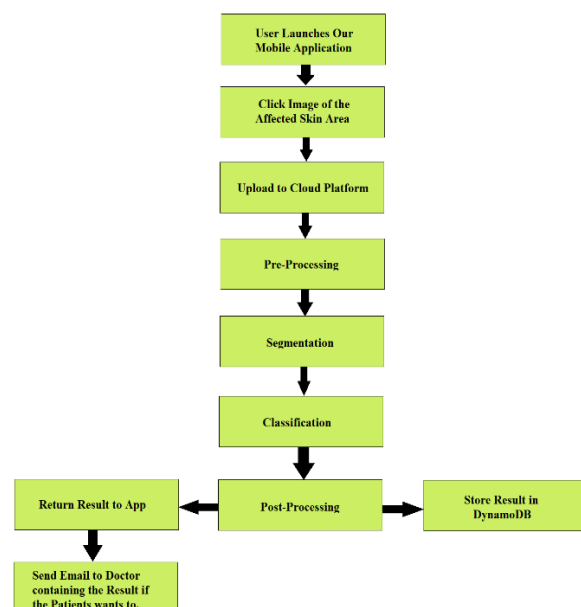 User Launches Our
Mobile Application
Click Image of the
Affected Skin Area
Upload to Cloud Platform
Pre-Processing
Segmentation
Classification
Return Result to App
Post-Processing
Store Result in
DynamoDB
Send Email to Doctor
containing the Result if
the Patients wants to.